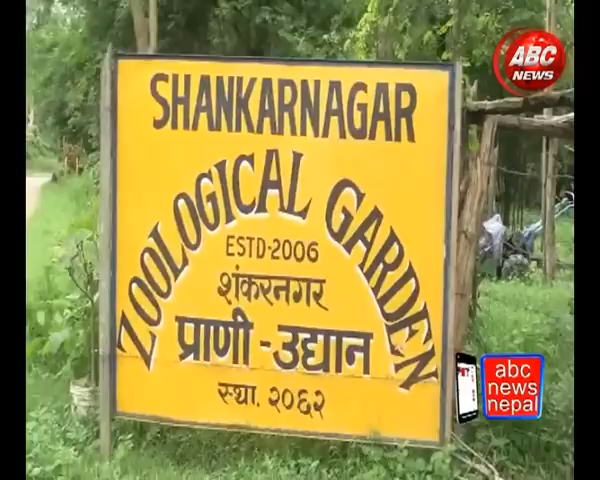 ABC
NEWS
SHANKARNAGAR
ZOOLOGICAL GARDEN
ESTD-2006
शंकरनगर
प्राणी - उद्यान
स्था. २०६२
abc
news
nepal